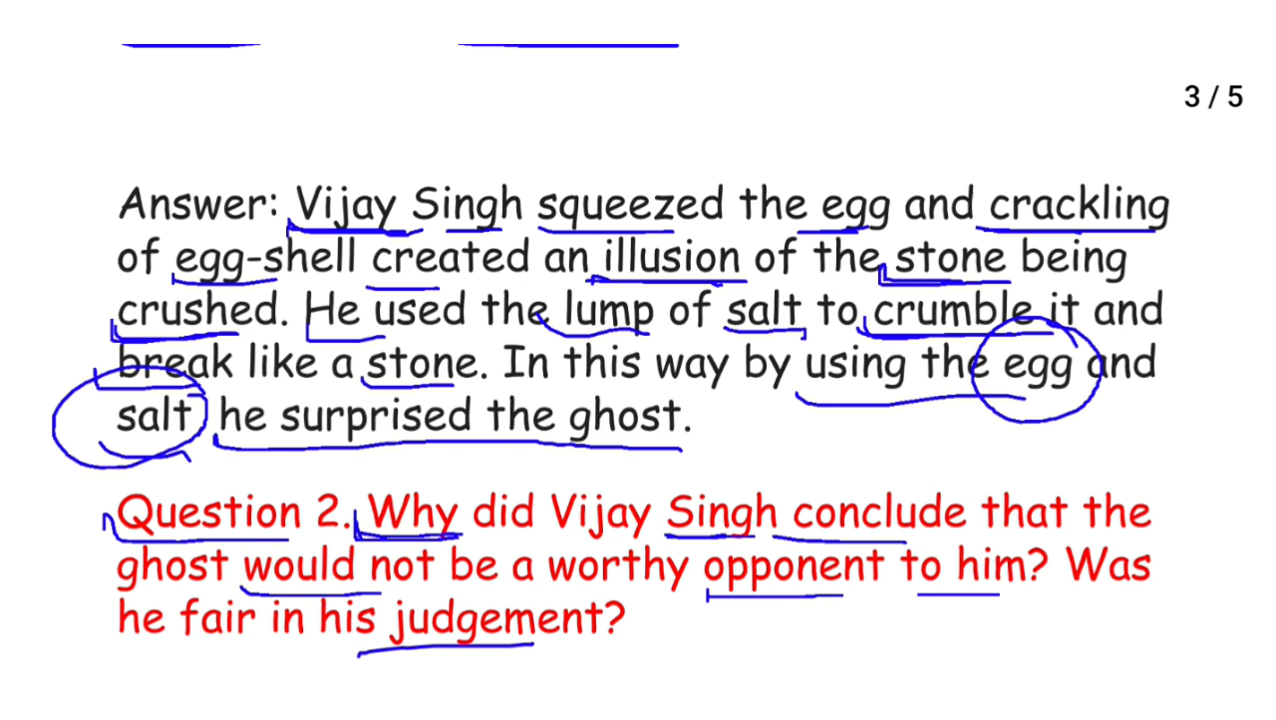 3 / 5
Answer: Vijay Singh squeezed the egg and crackling
of egg-shell created an illusion of the stone being
crushed. He used the lump of salt to crumble it and
break like a stone. In this way by using the egg and
salt he surprised the ghost.
Question 2. Why did Vijay Singh conclude that the
ghost would not be a worthy opponent to him? Was
he fair in his judgement?